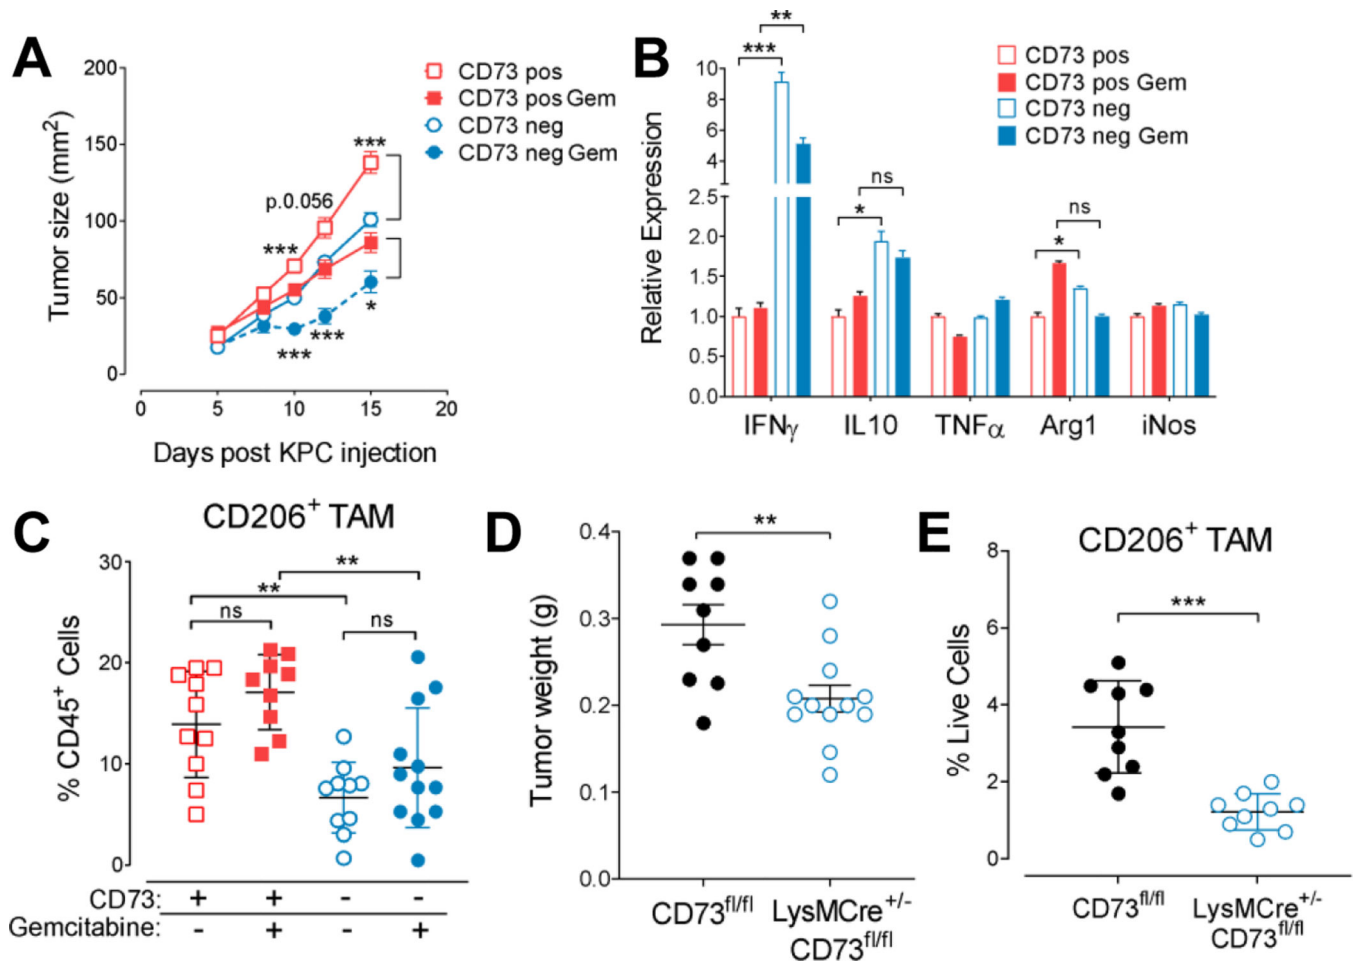 A
CD73 pos
CD73 pos Gem
CD73 neg
CD73 neg Gem
200
150
100
50
0
Tumor size (mm²)
***
p.0.056
***
***
***
*
0 5 10 15 20
Days post KPC injection
B
**
***
CD73 pos
CD73 pos Gem
CD73 neg
CD73 neg Gem
10
8
6
4
2.5
2.0
1.5
1.0
0.5
0.0
Relative Expression
ns
*
ns
*
IFNγ IL10 TNFα Arg1 iNos
C
CD206⁺ TAM
30
20
10
0
% CD45⁺ Cells
**
**
ns
ns
CD73: + + - -
Gemcitabine: - + - +
D
**
0.4
0.3
0.2
0.1
0.0
Tumor weight (g)
CD73fl/fl LysMCre+/-
CD73fl/fl
E
CD206⁺ TAM
***
8
6
4
2
0
% Live Cells
CD73fl/fl LysMCre+/-
CD73fl/fl